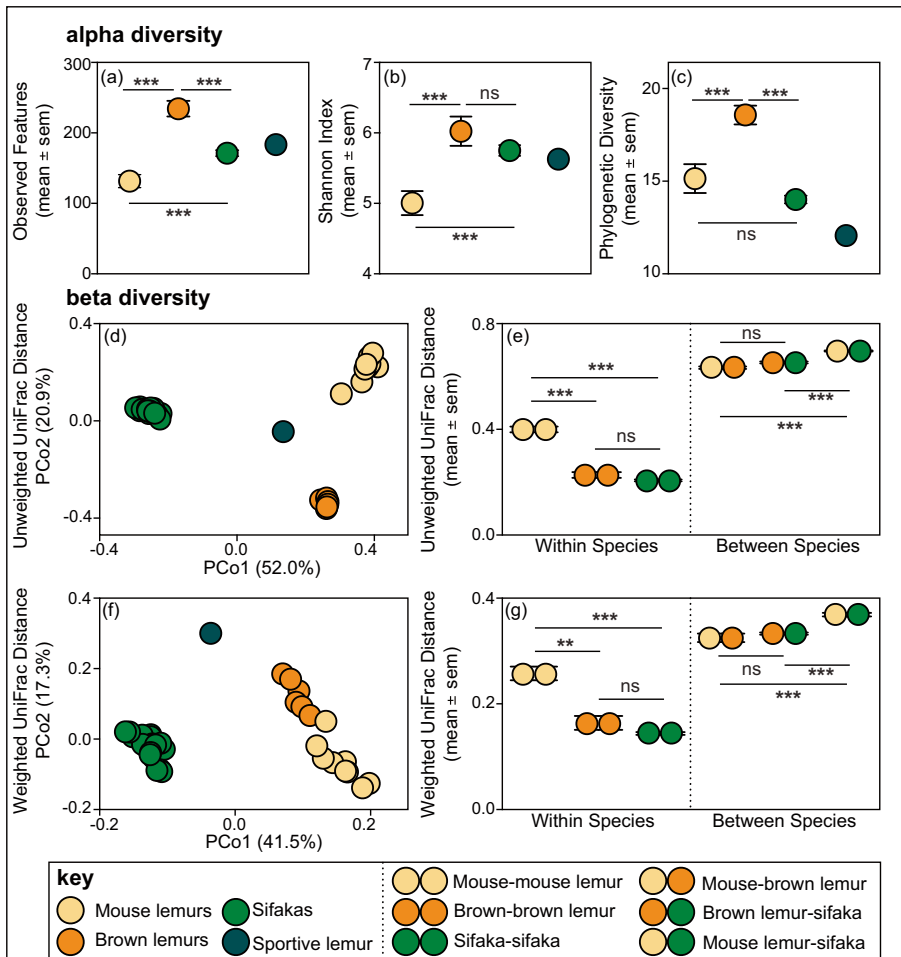 alpha diversity
(a)
Observed Features
(mean ± sem)
300
200
100
0
***
***
***
(b)
Shannon Index
(mean ± sem)
8
6
5
4
***
ns
***
(c)
Phylogenetic Diversity
(mean ± sem)
20
15
10
***
***
ns
beta diversity
(d)
Unweighted UniFrac Distance
PCo2 (20.9%)
0.4
0.0
-0.4
-0.4
0.0
0.4
PCo1 (52.0%)
(e)
Unweighted UniFrac Distance
(mean ± sem)
0.8
0.4
0.0
***
***
ns
ns
***
***
Within Species
Between Species
(f)
Weighted UniFrac Distance
PCo2 (17.3%)
0.4
0.2
0.0
-0.2
-0.2
0.0
0.2
PCo1 (41.5%)
(g)
Weighted UniFrac Distance
(mean ± sem)
0.4
0.2
0.0
***
**
ns
ns
***
***
Within Species
Between Species
key
Mouse lemurs
Brown lemurs
Sifakas
Sportive lemur
Mouse-mouse lemur
Brown-brown lemur
Sifaka-sifaka
Mouse-brown lemur
Brown lemur-sifaka
Mouse lemur-sifaka